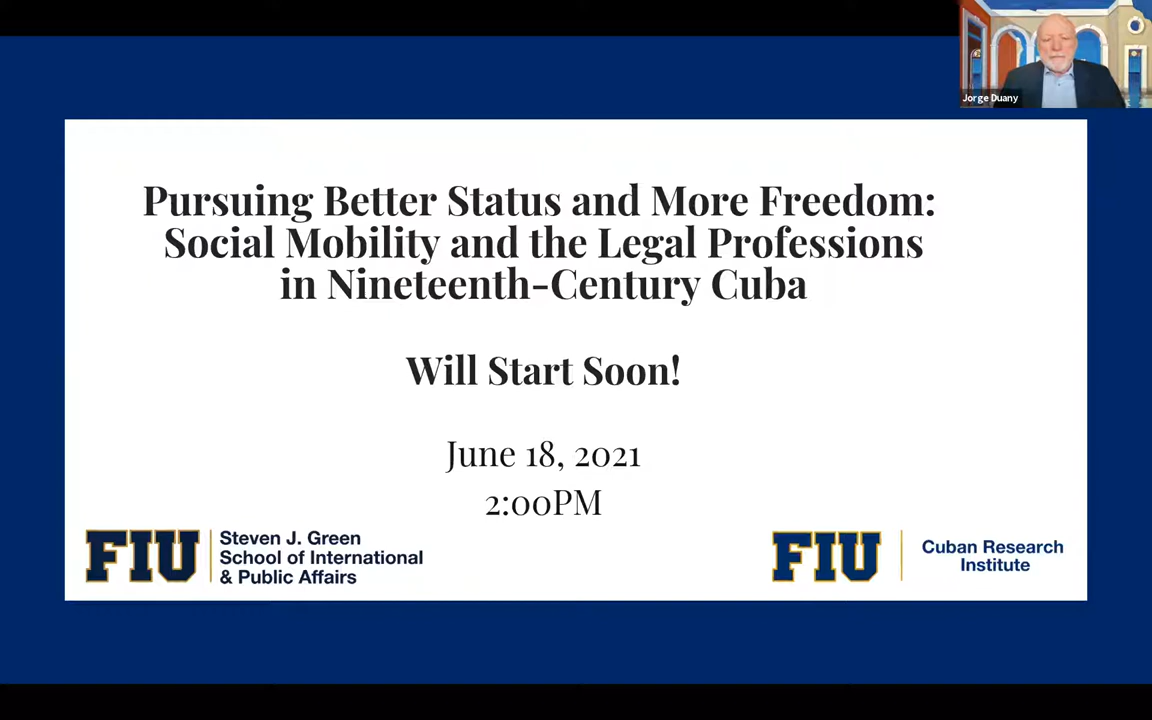 Jorge Duany
Pursuing Better Status and More Freedom:
Social Mobility and the Legal Professions
in Nineteenth-Century Cuba
Will Start Soon!
June 18, 2021
2:00PM
FIU
Steven J. Green
School of International
& Public Affairs
FIU
Cuban Research
Institute